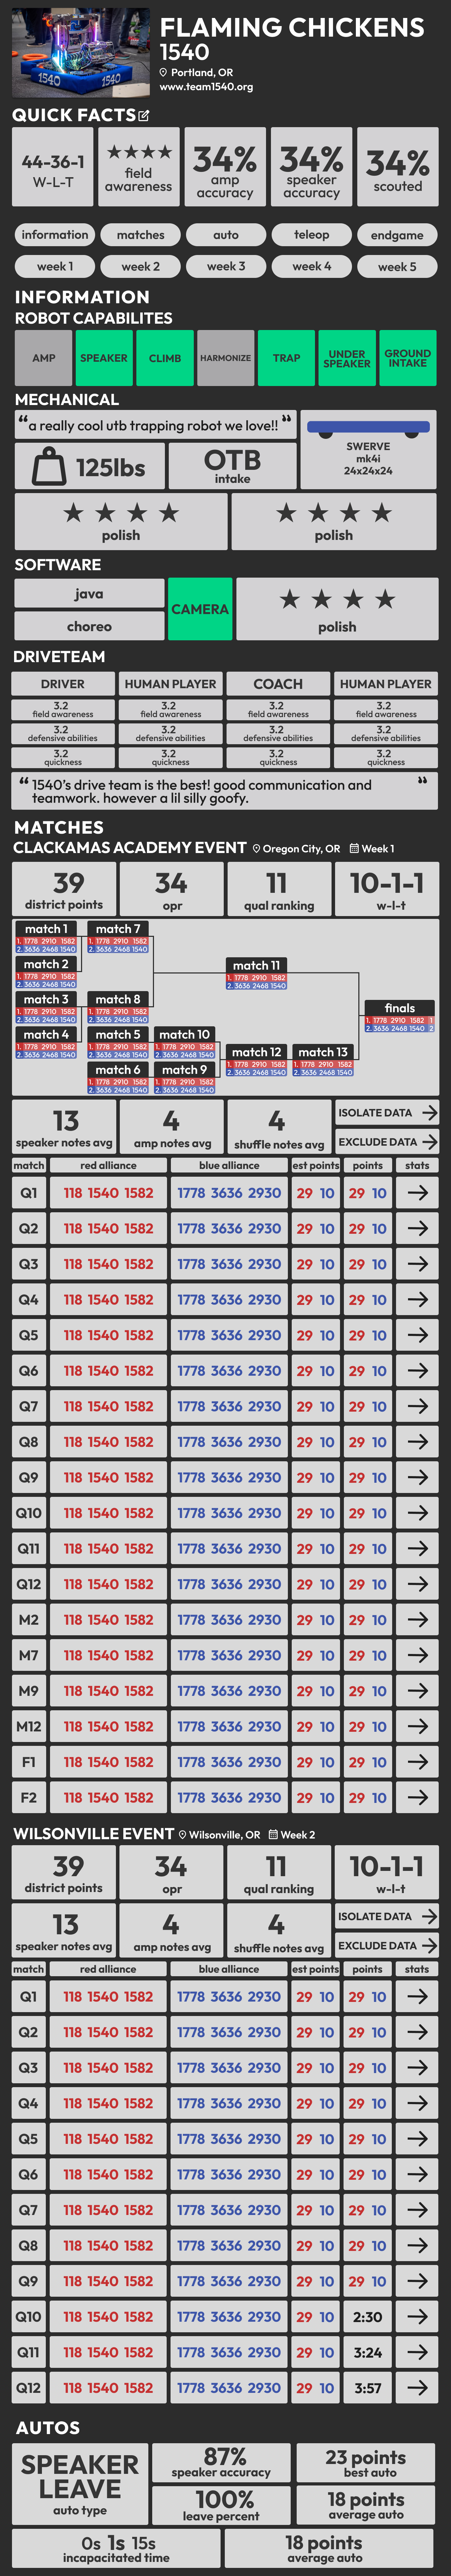 FLAMING CHICKENS
1540
Portland, OR
www.team1540.org
1540 1540
QUICK FACTS
44-36-1
W-L-T
field
awareness
34%
amp
accuracy
34%
speaker
accuracy
34%
scouted
information matches auto teleop endgame
week 1 week 2 week 3 week 4 week 5
INFORMATION
ROBOT CAPABILITES
AMP SPEAKER CLIMB HARMONIZE TRAP UNDER SPEAKER GROUND INTAKE
MECHANICAL
“a really cool utb trapping robot we love!!”
125lbs
OTB
intake
SWERVE
mk4i
24x24x24
polish polish
SOFTWARE
java
choreo
CAMERA
polish
DRIVETEAM
DRIVER HUMAN PLAYER COACH HUMAN PLAYER
3.2 3.2 3.2 3.2
field awareness field awareness field awareness field awareness
3.2 3.2 3.2 3.2
defensive abilities defensive abilities defensive abilities defensive abilities
3.2 3.2 3.2 3.2
quickness quickness quickness quickness
“ 1540’s drive team is the best! good communication and ”
teamwork. however a lil silly goofy.
MATCHES
CLACKAMAS ACADEMY EVENT Oregon City, OR Week 1
39 34 11 10-1-1
district points opr qual ranking w-l-t
match 1
1. 1778 2910 1582
2. 3636 2468 1540
match 7
1. 1778 2910 1582
2. 3636 2468 1540
match 2
1. 1778 2910 1582
2. 3636 2468 1540
match 11
1. 1778 2910 1582
2. 3636 2468 1540
match 3
1. 1778 2910 1582
2. 3636 2468 1540
match 8
1. 1778 2910 1582
2. 3636 2468 1540
finals
1. 1778 2910 1582 1
2. 3636 2468 1540 2
match 4
1. 1778 2910 1582
2. 3636 2468 1540
match 5
1. 1778 2910 1582
2. 3636 2468 1540
match 10
1. 1778 2910 1582
2. 3636 2468 1540
match 12
1. 1778 2910 1582
2. 3636 2468 1540
match 13
1. 1778 2910 1582
2. 3636 2468 1540
match 6
1. 1778 2910 1582
2. 3636 2468 1540
match 9
1. 1778 2910 1582
2. 3636 2468 1540
13 4 4
speaker notes avg amp notes avg shuffle notes avg
ISOLATE DATA
EXCLUDE DATA
match red alliance blue alliance est points points stats
Q1 118 1540 1582 1778 3636 2930 29 10 29 10
Q2 118 1540 1582 1778 3636 2930 29 10 29 10
Q3 118 1540 1582 1778 3636 2930 29 10 29 10
Q4 118 1540 1582 1778 3636 2930 29 10 29 10
Q5 118 1540 1582 1778 3636 2930 29 10 29 10
Q6 118 1540 1582 1778 3636 2930 29 10 29 10
Q7 118 1540 1582 1778 3636 2930 29 10 29 10
Q8 118 1540 1582 1778 3636 2930 29 10 29 10
Q9 118 1540 1582 1778 3636 2930 29 10 29 10
Q10 118 1540 1582 1778 3636 2930 29 10 29 10
Q11 118 1540 1582 1778 3636 2930 29 10 29 10
Q12 118 1540 1582 1778 3636 2930 29 10 29 10
M2 118 1540 1582 1778 3636 2930 29 10 29 10
M7 118 1540 1582 1778 3636 2930 29 10 29 10
M9 118 1540 1582 1778 3636 2930 29 10 29 10
M12 118 1540 1582 1778 3636 2930 29 10 29 10
F1 118 1540 1582 1778 3636 2930 29 10 29 10
F2 118 1540 1582 1778 3636 2930 29 10 29 10
WILSONVILLE EVENT Wilsonville, OR Week 2
39 34 11 10-1-1
district points opr qual ranking w-l-t
13 4 4
speaker notes avg amp notes avg shuffle notes avg
ISOLATE DATA
EXCLUDE DATA
match red alliance blue alliance est points points stats
Q1 118 1540 1582 1778 3636 2930 29 10 29 10
Q2 118 1540 1582 1778 3636 2930 29 10 29 10
Q3 118 1540 1582 1778 3636 2930 29 10 29 10
Q4 118 1540 1582 1778 3636 2930 29 10 29 10
Q5 118 1540 1582 1778 3636 2930 29 10 29 10
Q6 118 1540 1582 1778 3636 2930 29 10 29 10
Q7 118 1540 1582 1778 3636 2930 29 10 29 10
Q8 118 1540 1582 1778 3636 2930 29 10 29 10
Q9 118 1540 1582 1778 3636 2930 29 10 29 10
Q10 118 1540 1582 1778 3636 2930 29 10 2:30
Q11 118 1540 1582 1778 3636 2930 29 10 3:24
Q12 118 1540 1582 1778 3636 2930 29 10 3:57
AUTOS
SPEAKER
LEAVE
auto type
87%
speaker accuracy
100%
leave percent
23 points
best auto
18 points
average auto
0s 1s 15s
incapacitated time
18 points
average auto